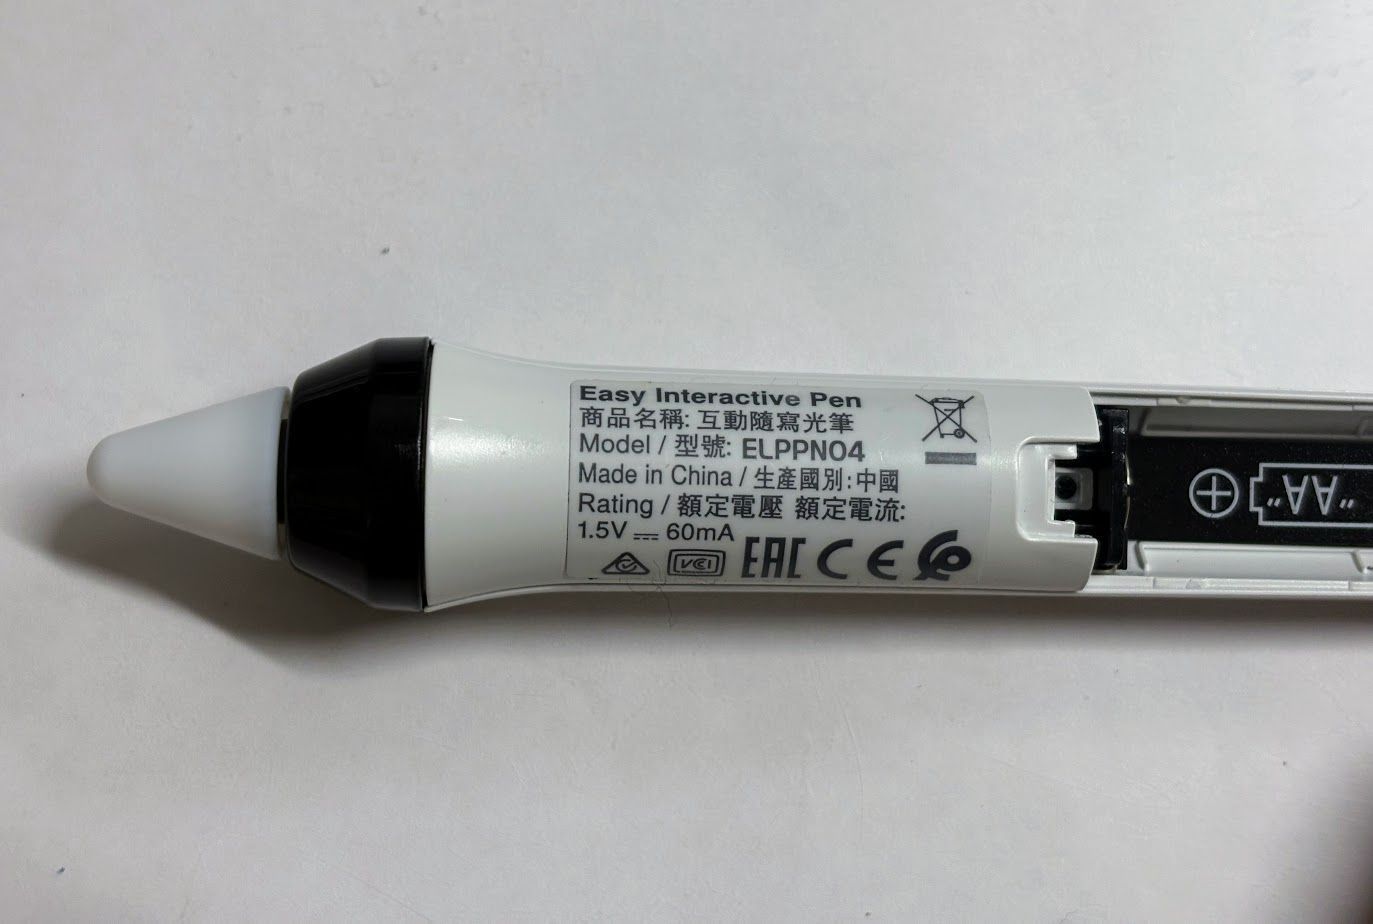 Easy Interactive Pen
商品名稱: 互動隨寫光筆
Model / 型號: ELPPN04
Made in China / 生產國別:中國
Rating / 額定電壓 額定電流:
1.5V ⎓ 60mA
VCCI EAC CE
"AA"